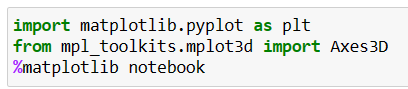 import matplotlib.pyplot as plt
from mpl_toolkits.mplot3d import Axes3D
%matplotlib notebook